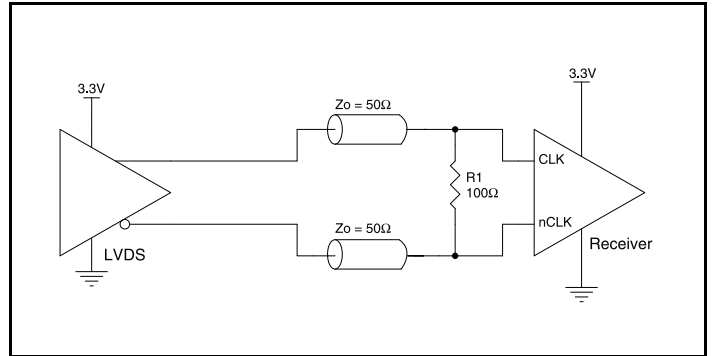 3.3V
3.3V
Zo = 50Ω
CLK
R1
100Ω
nCLK
Zo = 50Ω
Receiver
LVDS